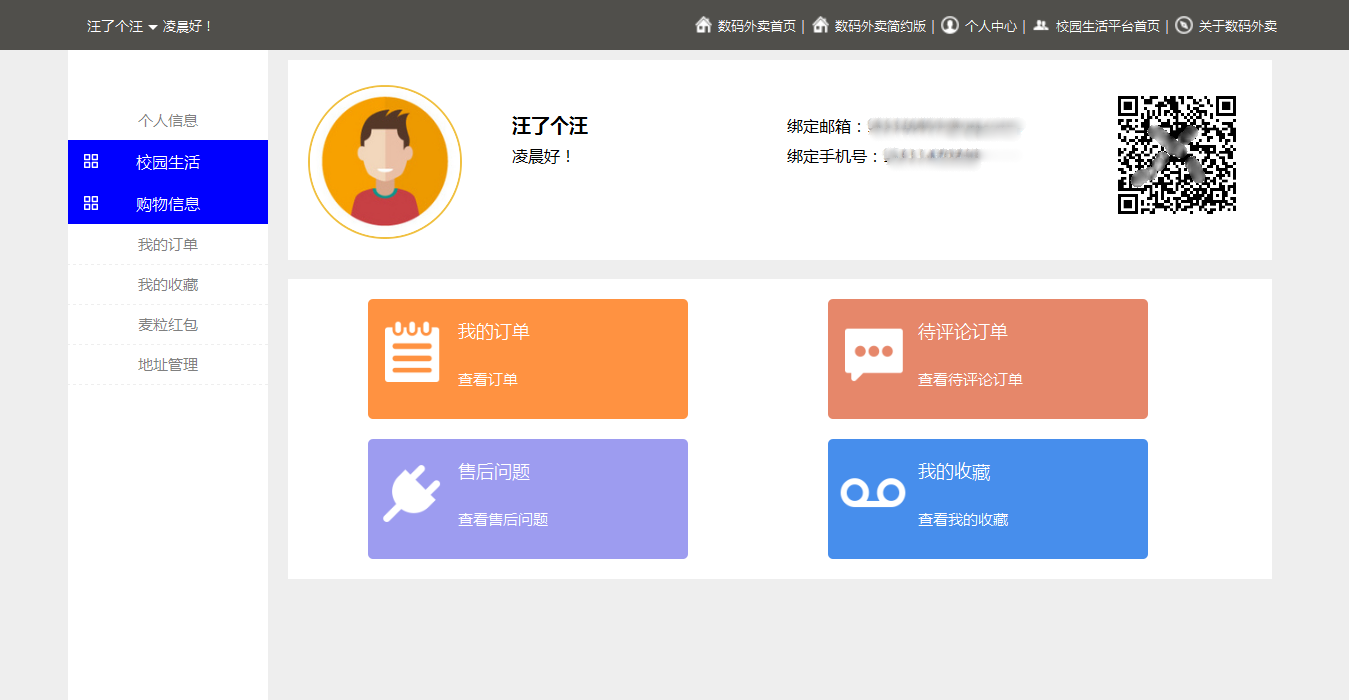 汪了个汪 凌晨好！
数码外卖首页 | 数码外卖简约版 | 个人中心 | 校园生活平台首页 | 关于数码外卖
个人信息
校园生活
购物信息
我的订单
我的收藏
麦粒红包
地址管理
汪了个汪
凌晨好！
绑定邮箱：
绑定手机号：
我的订单
查看订单
待评论订单
查看待评论订单
售后问题
查看售后问题
我的收藏
查看我的收藏